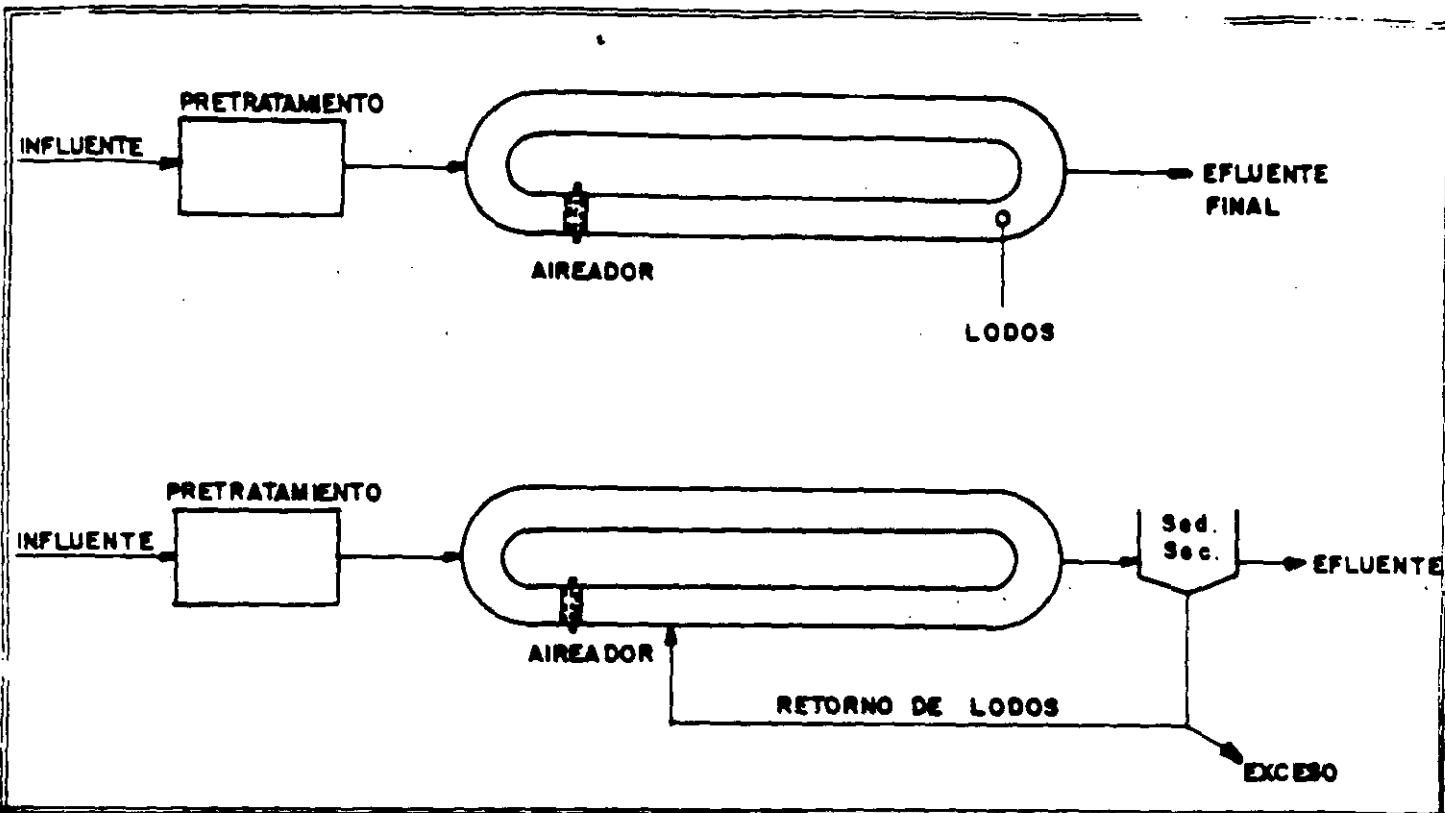 PRETRATAMIENTO
INFLUENTE
EFLUENTE
FINAL
AIREADOR
LODOS
PRETRATAMIENTO
INFLUENTE
Sed.
Sec.
EFLUENTE
AIREADOR
RETORNO DE LODOS
EXCESO